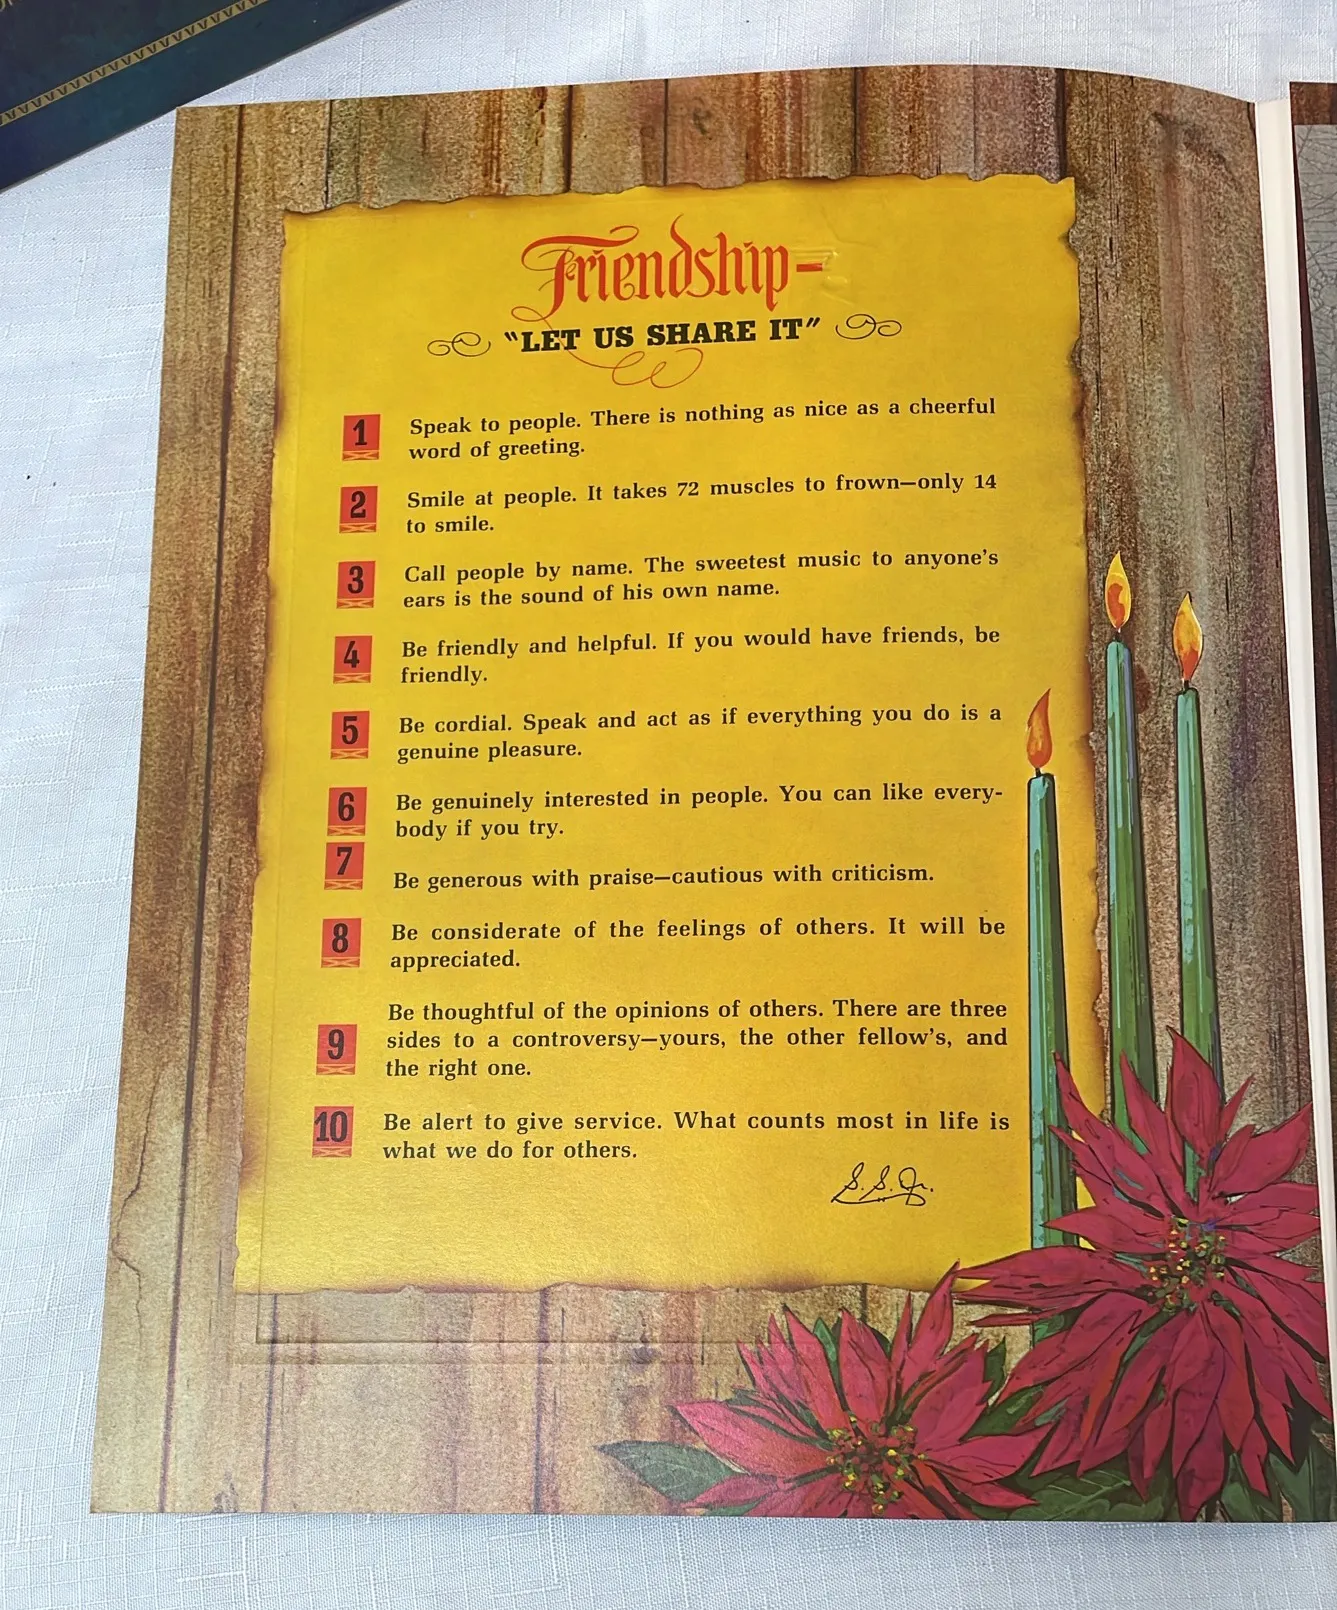 Friendship–
"LET US SHARE IT"
1 Speak to people. There is nothing as nice as a cheerful
word of greeting.
2 Smile at people. It takes 72 muscles to frown—only 14
to smile.
3 Call people by name. The sweetest music to anyone's
ears is the sound of his own name.
4 Be friendly and helpful. If you would have friends, be
friendly.
5 Be cordial. Speak and act as if everything you do is a
genuine pleasure.
6 Be genuinely interested in people. You can like every-
body if you try.
7 Be generous with praise—cautious with criticism.
8 Be considerate of the feelings of others. It will be
appreciated.
Be thoughtful of the opinions of others. There are three
9 sides to a controversy—yours, the other fellow's, and
the right one.
10 Be alert to give service. What counts most in life is
what we do for others.
S. S. Jr.